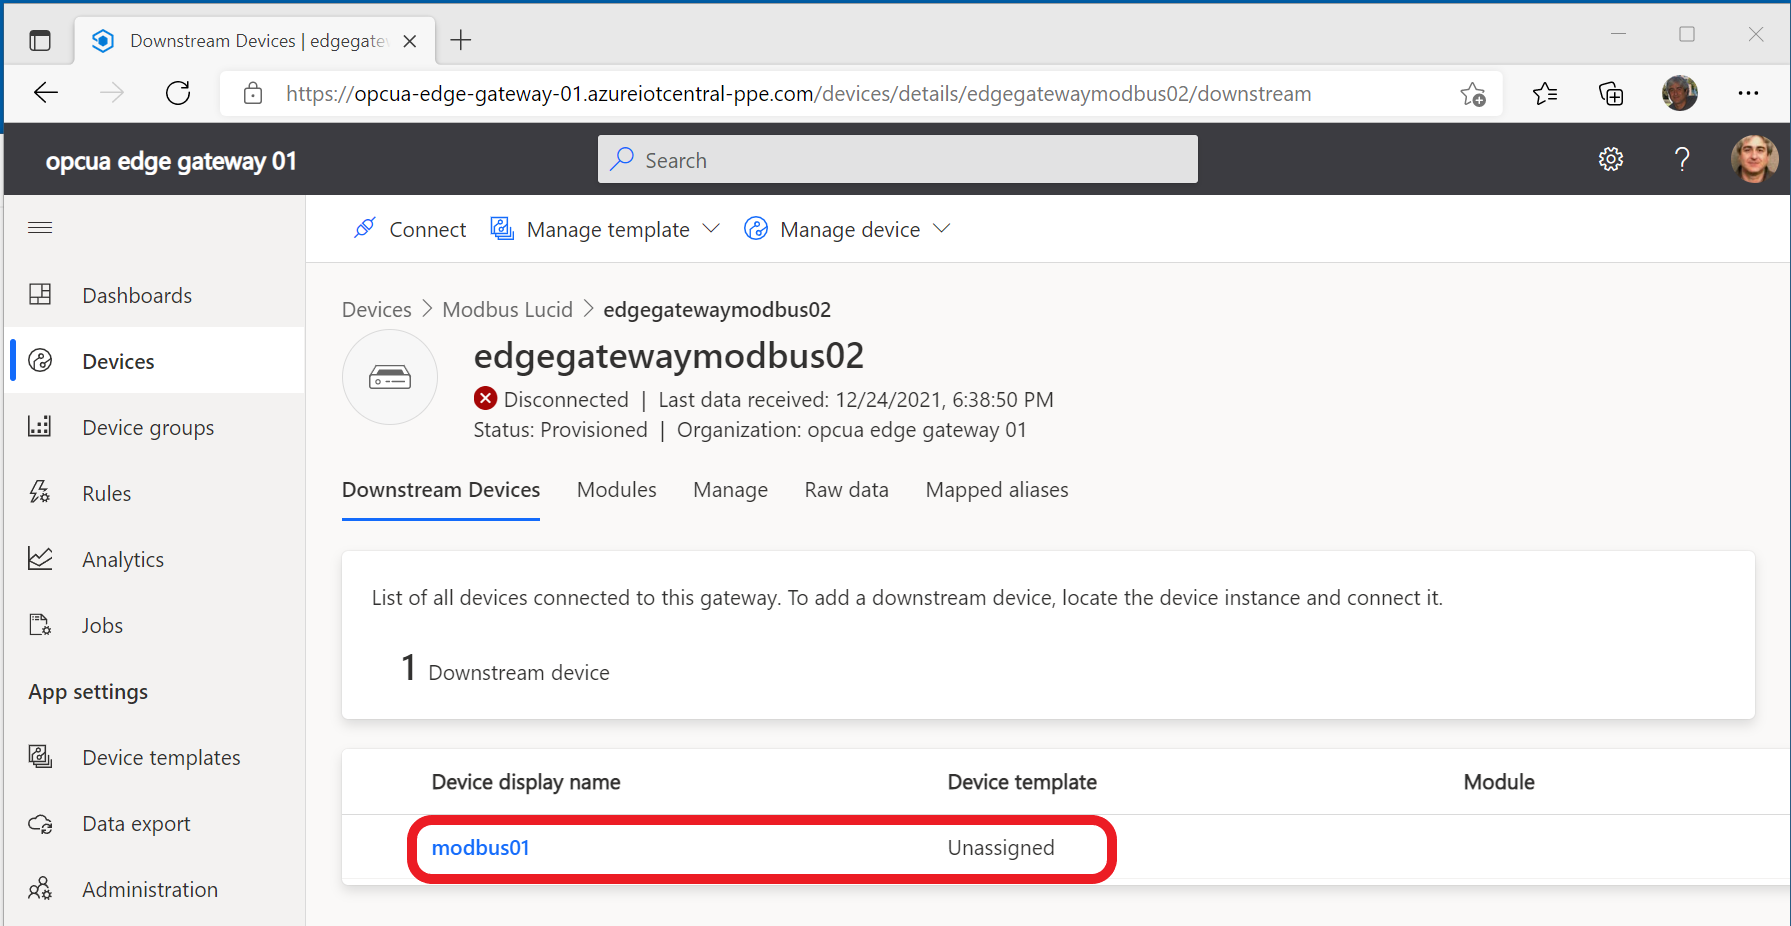 Downstream Devices | edgegatew
https://opcua-edge-gateway-01.azureiotcentral-ppe.com/devices/details/edgegatewaymodbus02/downstream
opcua edge gateway 01
Search
?
Connect
Manage template
Manage device
Dashboards
Devices
Device groups
Rules
Analytics
Jobs
App settings
Device templates
Data export
Administration
Devices > Modbus Lucid > edgegatewaymodbus02
edgegatewaymodbus02
Disconnected | Last data received: 12/24/2021, 6:38:50 PM
Status: Provisioned | Organization: opcua edge gateway 01
Downstream Devices Modules Manage Raw data Mapped aliases
List of all devices connected to this gateway. To add a downstream device, locate the device instance and connect it.
1 Downstream device
Device display name Device template Module
modbus01 Unassigned